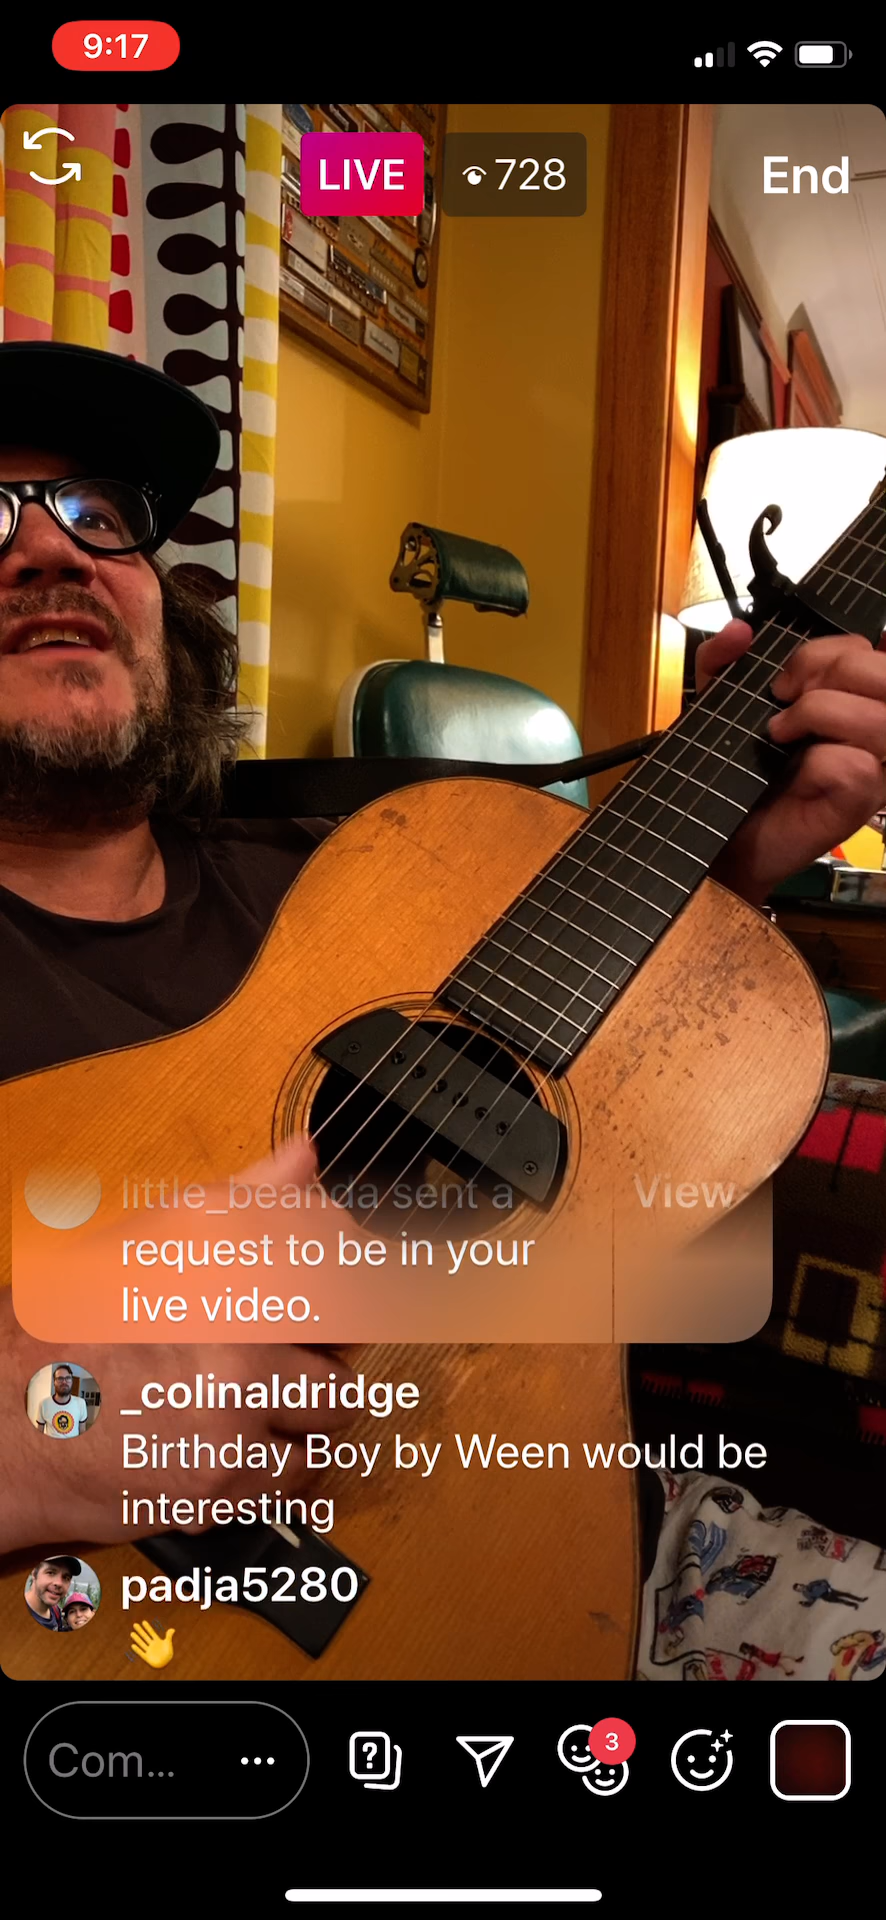 9:17
LIVE
728
End
little_beanda sent a
View
request to be in your
live video.
_colinaldridge
Birthday Boy by Ween would be
interesting
padja5280
👋
Com...
3